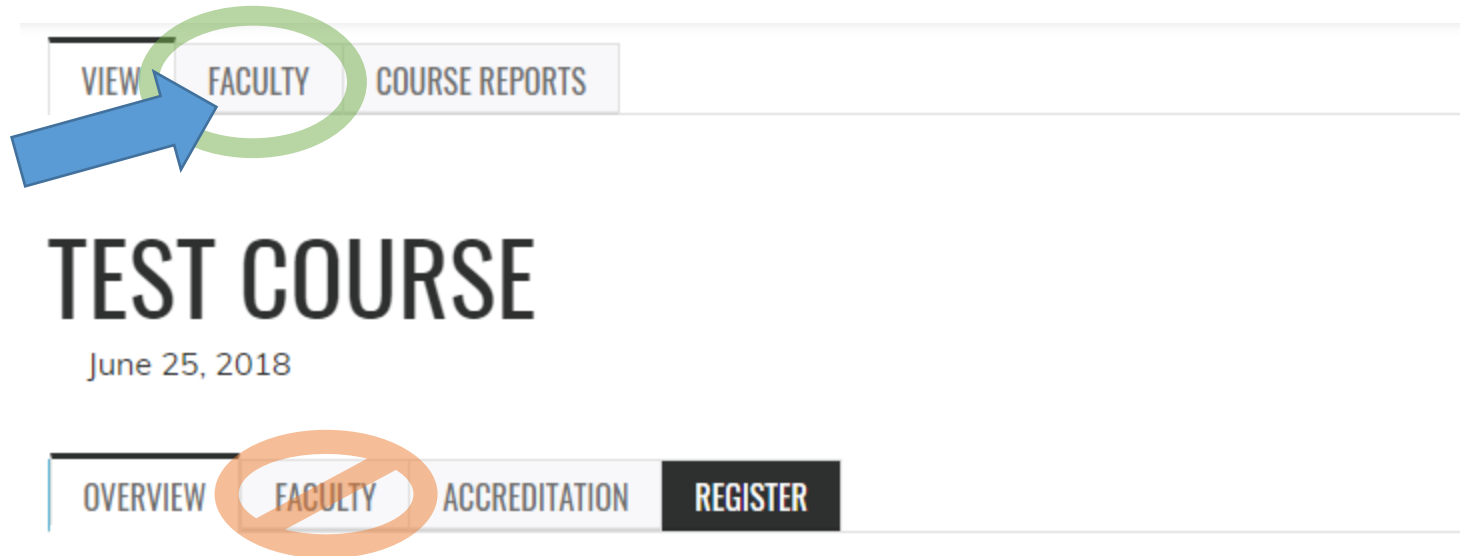 VIEW FACULTY COURSE REPORTS
TEST COURSE
June 25, 2018
OVERVIEW FACULTY ACCREDITATION REGISTER